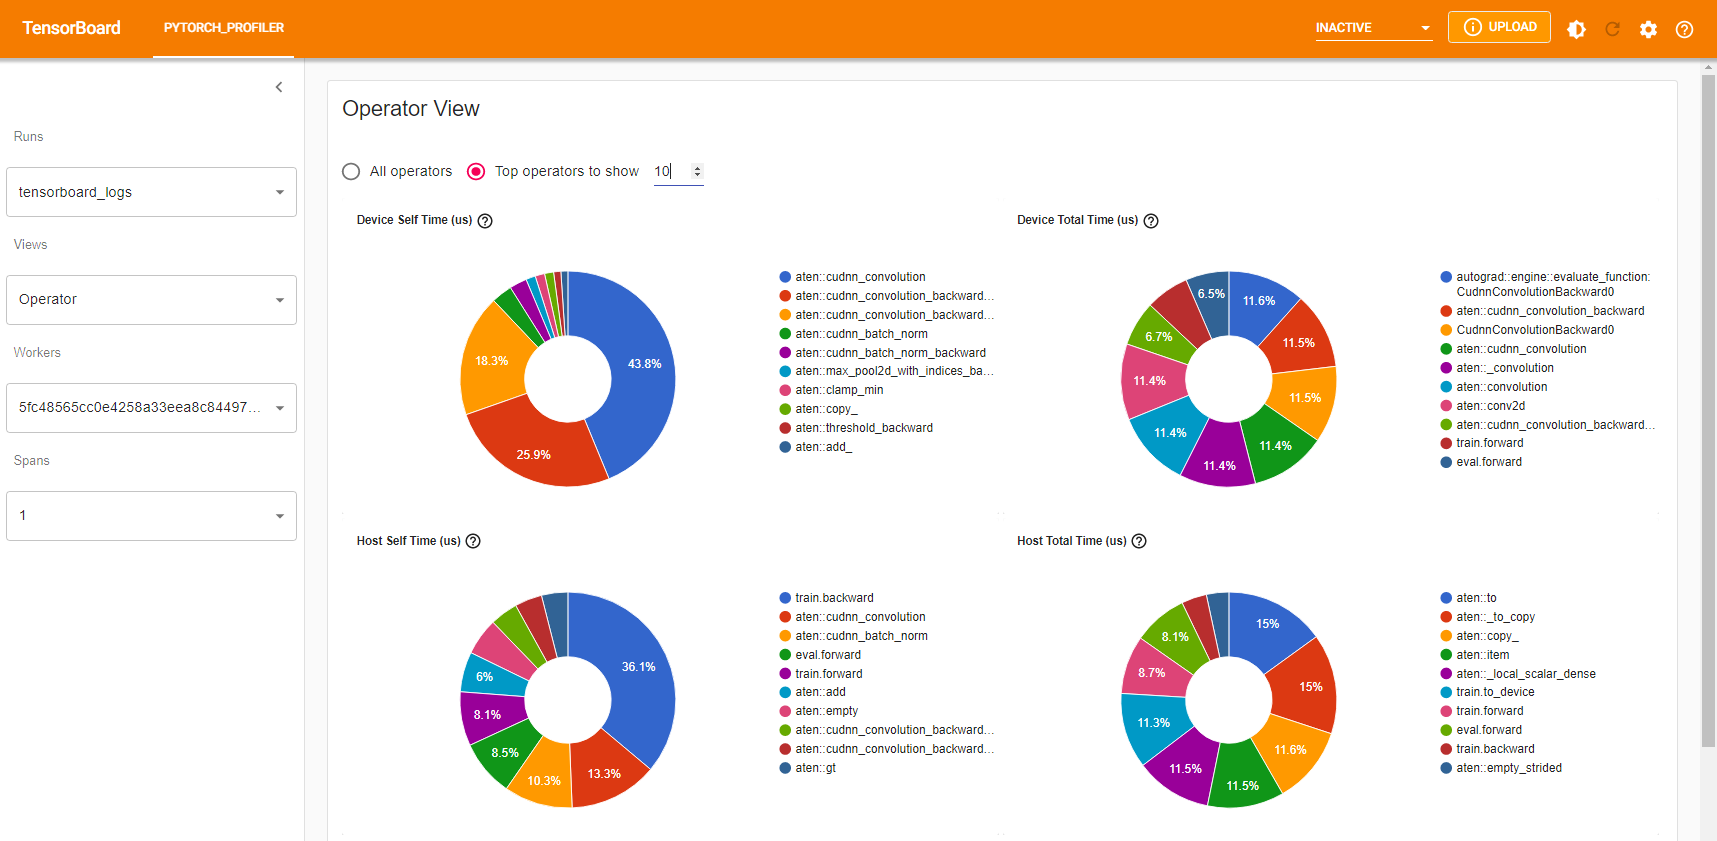 TensorBoard
PYTORCH_PROFILER
INACTIVE
UPLOAD
Runs
tensorboard_logs
Views
Operator
Workers
5fc48565cc0e4258a33eea8c84497...
Spans
1
Operator View
All operators
Top operators to show
10
Device Self Time (us)
43.8%
25.9%
18.3%
aten::cudnn_convolution
aten::cudnn_convolution_backward...
aten::cudnn_convolution_backward...
aten::cudnn_batch_norm
aten::cudnn_batch_norm_backward
aten::max_pool2d_with_indices_ba...
aten::clamp_min
aten::copy_
aten::threshold_backward
aten::add_
Device Total Time (us)
11.6%
11.5%
11.5%
11.4%
11.4%
11.4%
11.4%
6.7%
6.5%
autograd::engine::evaluate_function:
CudnnConvolutionBackward0
aten::cudnn_convolution_backward
CudnnConvolutionBackward0
aten::cudnn_convolution
aten::_convolution
aten::convolution
aten::conv2d
aten::cudnn_convolution_backward...
train.forward
eval.forward
Host Self Time (us)
36.1%
13.3%
10.3%
8.5%
8.1%
6%
train.backward
aten::cudnn_convolution
aten::cudnn_batch_norm
eval.forward
train.forward
aten::add
aten::empty
aten::cudnn_convolution_backward...
aten::cudnn_convolution_backward...
aten::gt
Host Total Time (us)
15%
15%
11.6%
11.5%
11.5%
11.3%
8.7%
8.1%
aten::to
aten::_to_copy
aten::copy_
aten::item
aten::_local_scalar_dense
train.to_device
train.forward
eval.forward
train.backward
aten::empty_strided